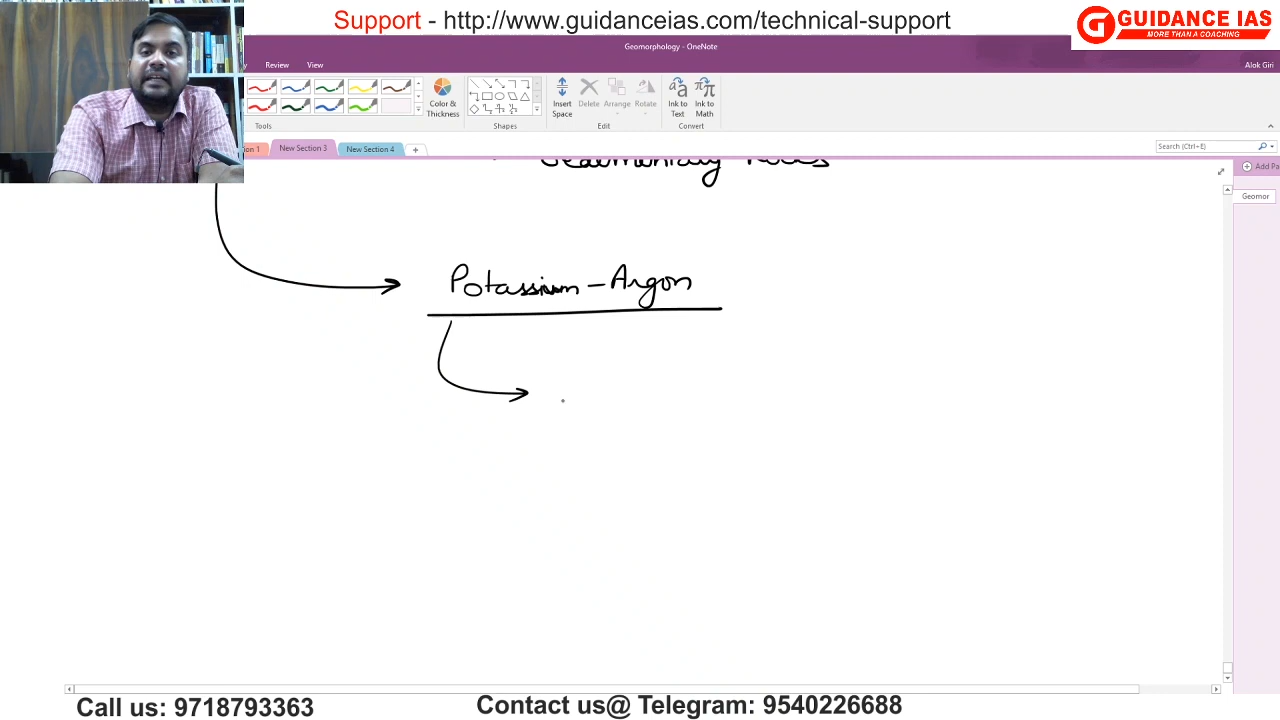 Support - http://www.guidanceias.com/technical-support
GUIDANCE IAS
MORE THAN A COACHING
Geomorphology - OneNote
Alok Giri
Review View
Color & Thickness
Insert Space
Delete Arrange Rotate
Ink to Text
Ink to Math
Tools Shapes Edit Convert
New Section 3 New Section 4 +
Search (Ctrl+E)
Add Pa
Geomor
Sedimentary Rocks
Potassium - Argon
Call us: 9718793363
Contact us@ Telegram: 9540226688